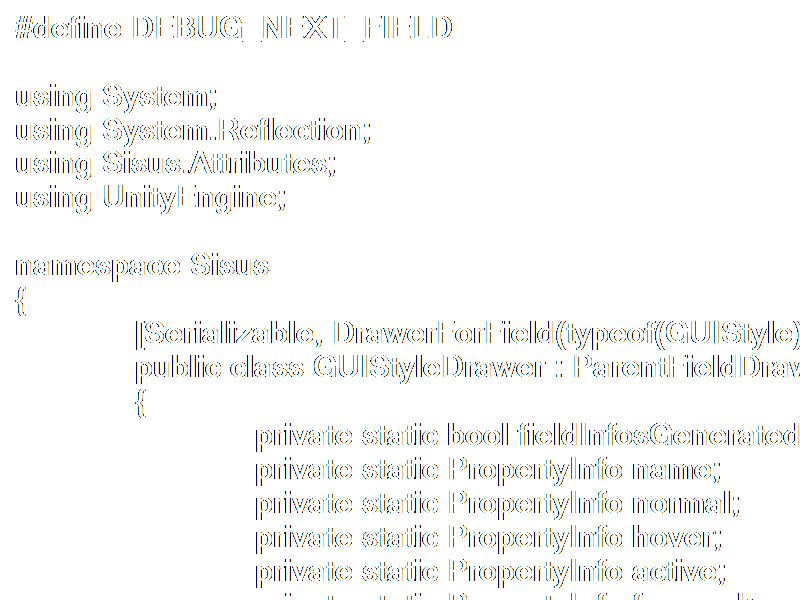 #define DEBUG_NEXT_FIELD

using System;
using System.Reflection;
using Sisus.Attributes;
using UnityEngine;

namespace Sisus
{
[Serializable, DrawerForField(typeof(GUIStyle)
public class GUIStyleDrawer : ParentFieldDraw
{
private static bool fieldInfosGenerated
private static PropertyInfo name;
private static PropertyInfo normal;
private static PropertyInfo hover;
private static PropertyInfo active;